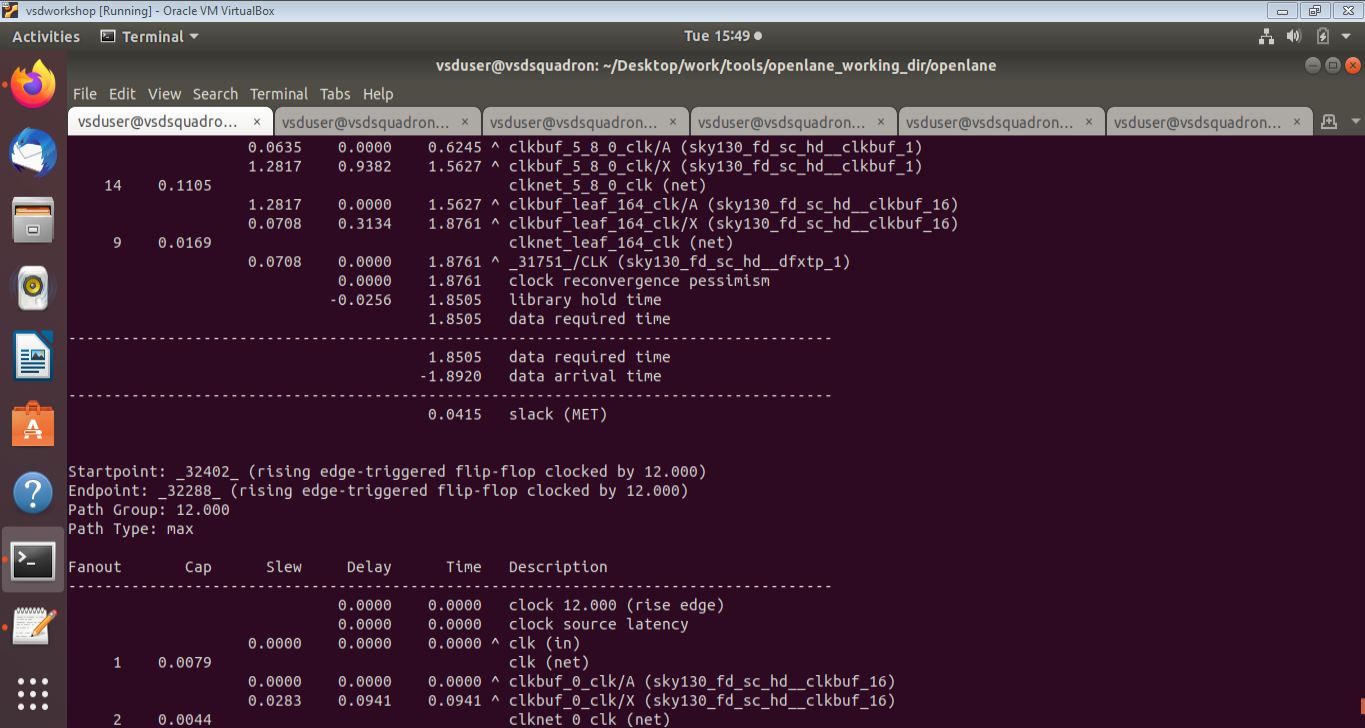 vsdworkshop [Running] - Oracle VM VirtualBox
Activities Terminal Tue 15:49
vsduser@vsdsquadron: ~/Desktop/work/tools/openlane_working_dir/openlane
File Edit View Search Terminal Tabs Help
vsduser@vsdsquadro... × vsduser@vsdsquadron... × vsduser@vsdsquadron... × vsduser@vsdsquadron... × vsduser@vsdsquadron... × vsduser@vsdsquadron... ×
0.0635 0.0000 0.6245 ^ clkbuf_5_8_0_clk/A (sky130_fd_sc_hd__clkbuf_1)
1.2817 0.9382 1.5627 ^ clkbuf_5_8_0_clk/X (sky130_fd_sc_hd__clkbuf_1)
14 0.1105 clknet_5_8_0_clk (net)
1.2817 0.0000 1.5627 ^ clkbuf_leaf_164_clk/A (sky130_fd_sc_hd__clkbuf_16)
0.0708 0.3134 1.8761 ^ clkbuf_leaf_164_clk/X (sky130_fd_sc_hd__clkbuf_16)
9 0.0169 clknet_leaf_164_clk (net)
0.0708 0.0000 1.8761 ^ _31751_/CLK (sky130_fd_sc_hd__dfxtp_1)
0.0000 1.8761 clock reconvergence pessimism
-0.0256 1.8505 library hold time
1.8505 data required time
-------------------------------------------------------------------------------------
1.8505 data required time
-1.8920 data arrival time
-------------------------------------------------------------------------------------
0.0415 slack (MET)
Startpoint: _32402_ (rising edge-triggered flip-flop clocked by 12.000)
Endpoint: _32288_ (rising edge-triggered flip-flop clocked by 12.000)
Path Group: 12.000
Path Type: max
Fanout Cap Slew Delay Time Description
-------------------------------------------------------------------------------------
0.0000 0.0000 clock 12.000 (rise edge)
0.0000 0.0000 clock source latency
0.0000 0.0000 0.0000 ^ clk (in)
1 0.0079 clk (net)
0.0000 0.0000 0.0000 ^ clkbuf_0_clk/A (sky130_fd_sc_hd__clkbuf_16)
0.0283 0.0941 0.0941 ^ clkbuf_0_clk/X (sky130_fd_sc_hd__clkbuf_16)
2 0.0044 clknet_0_clk (net)